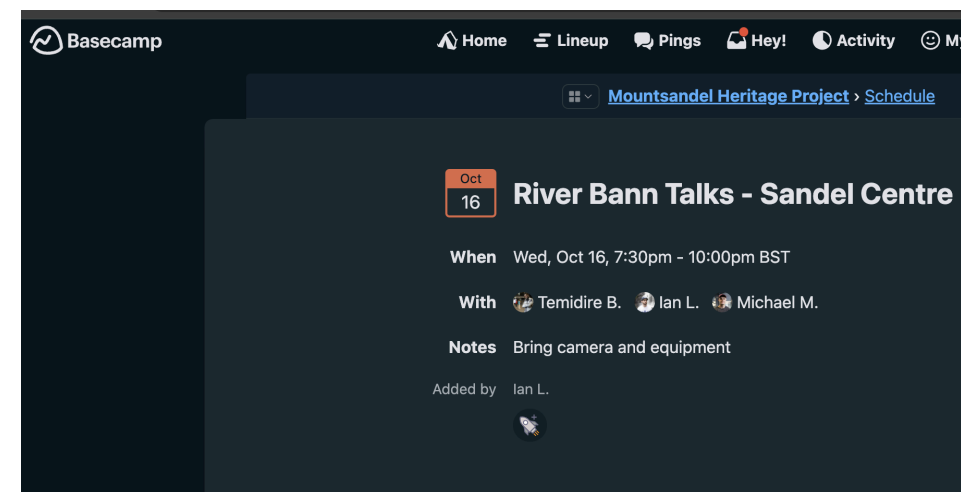 Basecamp
Home Lineup Pings Hey! Activity
Mountsandel Heritage Project › Schedule
Oct
16
River Bann Talks - Sandel Centre
When Wed, Oct 16, 7:30pm - 10:00pm BST
With Temidire B. Ian L. Michael M.
Notes Bring camera and equipment
Added by Ian L.